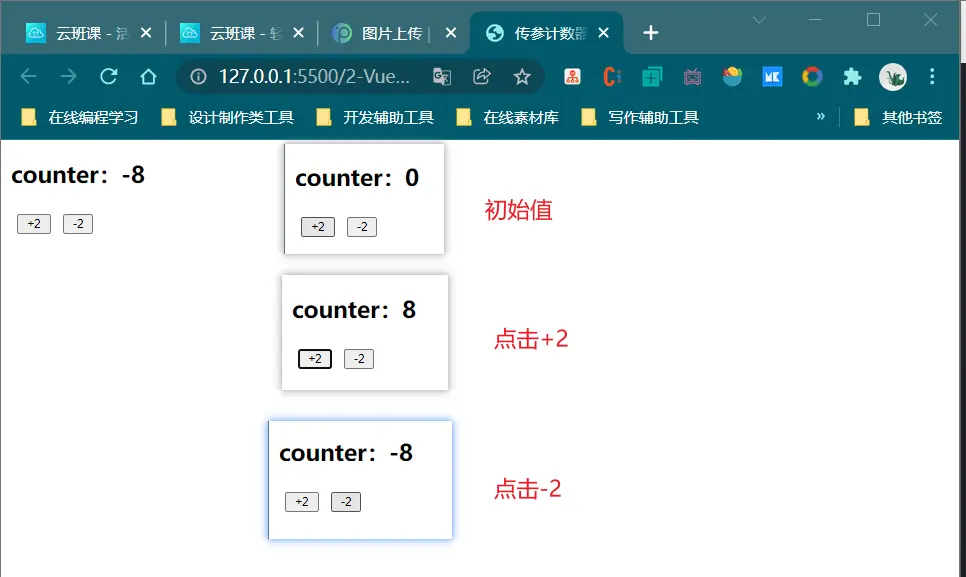 云班课 - 活
云班课 - 轻
图片上传 |
传参计数器
127.0.0.1:5500/2-Vue...
在线编程学习
设计制作类工具
开发辅助工具
在线素材库
写作辅助工具
»
其他书签
counter：-8
+2
-2
counter：0
+2
-2
初始值
counter：8
+2
-2
点击+2
counter：-8
+2
-2
点击-2